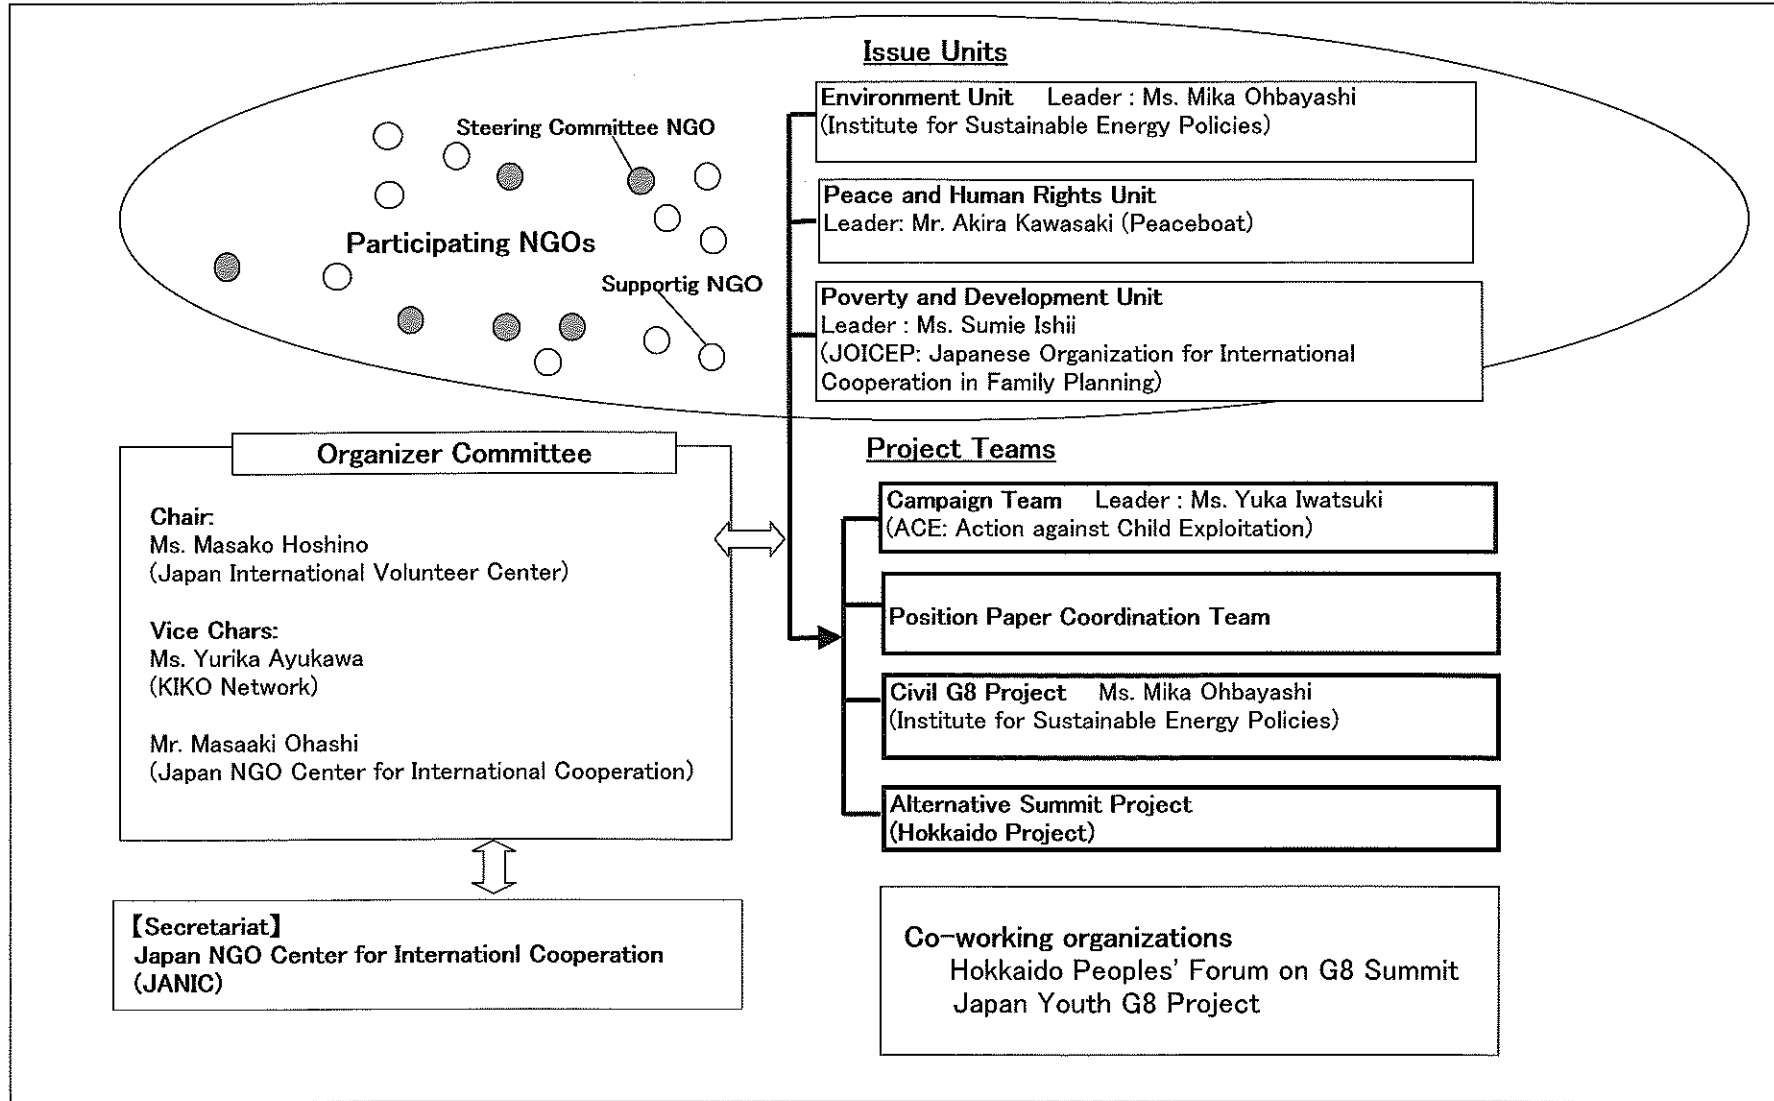 Issue Units
Environment Unit Leader : Ms. Mika Ohbayashi
(Institute for Sustainable Energy Policies)
Steering Committee NGO
Peace and Human Rights Unit
Leader: Mr. Akira Kawasaki (Peaceboat)
Participating NGOs
Supportig NGO
Poverty and Development Unit
Leader : Ms. Sumie Ishii
(JOICEP: Japanese Organization for International
Cooperation in Family Planning)
Organizer Committee
Chair:
Ms. Masako Hoshino
(Japan International Volunteer Center)
Vice Chars:
Ms. Yurika Ayukawa
(KIKO Network)
Mr. Masaaki Ohashi
(Japan NGO Center for International Cooperation)
Project Teams
Campaign Team Leader : Ms. Yuka Iwatsuki
(ACE: Action against Child Exploitation)
Position Paper Coordination Team
Civil G8 Project Ms. Mika Ohbayashi
(Institute for Sustainable Energy Policies)
Alternative Summit Project
(Hokkaido Project)
【Secretariat】
Japan NGO Center for Internationl Cooperation
(JANIC)
Co-working organizations
Hokkaido Peoples' Forum on G8 Summit
Japan Youth G8 Project